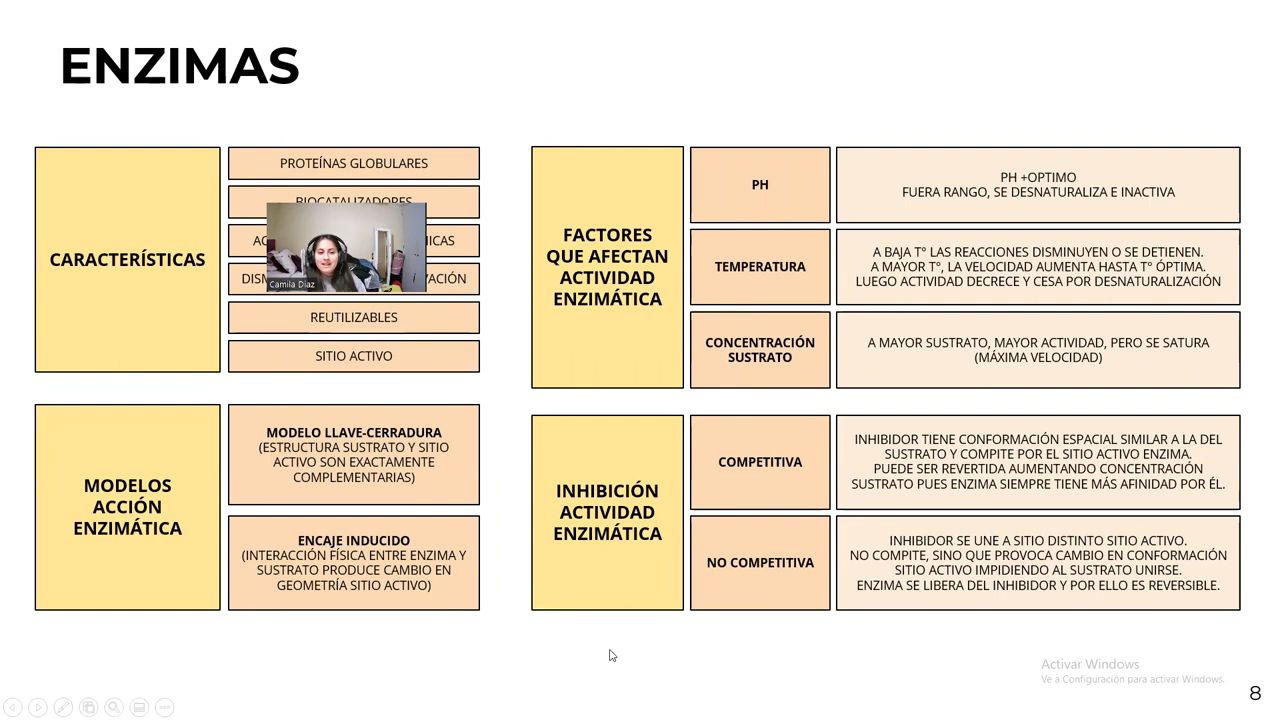 ENZIMAS
CARACTERÍSTICAS
PROTEÍNAS GLOBULARES
BIOCATALIZADORES
Camila Diaz
REUTILIZABLES
SITIO ACTIVO
MODELOS
ACCIÓN
ENZIMÁTICA
MODELO LLAVE-CERRADURA
(ESTRUCTURA SUSTRATO Y SITIO
ACTIVO SON EXACTAMENTE
COMPLEMENTARIAS)
ENCAJE INDUCIDO
(INTERACCIÓN FÍSICA ENTRE ENZIMA Y
SUSTRATO PRODUCE CAMBIO EN
GEOMETRÍA SITIO ACTIVO)
FACTORES
QUE AFECTAN
ACTIVIDAD
ENZIMÁTICA
PH
PH +OPTIMO
FUERA RANGO, SE DESNATURALIZA E INACTIVA
TEMPERATURA
A BAJA T° LAS REACCIONES DISMINUYEN O SE DETIENEN.
A MAYOR T°, LA VELOCIDAD AUMENTA HASTA T° ÓPTIMA.
LUEGO ACTIVIDAD DECRECE Y CESA POR DESNATURALIZACIÓN
CONCENTRACIÓN
SUSTRATO
A MAYOR SUSTRATO, MAYOR ACTIVIDAD, PERO SE SATURA
(MÁXIMA VELOCIDAD)
INHIBICIÓN
ACTIVIDAD
ENZIMÁTICA
COMPETITIVA
INHIBIDOR TIENE CONFORMACIÓN ESPACIAL SIMILAR A LA DEL
SUSTRATO Y COMPITE POR EL SITIO ACTIVO ENZIMA.
PUEDE SER REVERTIDA AUMENTANDO CONCENTRACIÓN
SUSTRATO PUES ENZIMA SIEMPRE TIENE MÁS AFINIDAD POR ÉL.
NO COMPETITIVA
INHIBIDOR SE UNE A SITIO DISTINTO SITIO ACTIVO.
NO COMPITE, SINO QUE PROVOCA CAMBIO EN CONFORMACIÓN
SITIO ACTIVO IMPIDIENDO AL SUSTRATO UNIRSE.
ENZIMA SE LIBERA DEL INHIBIDOR Y POR ELLO ES REVERSIBLE.
Activar Windows
Ve a Configuración para activar Windows.
8